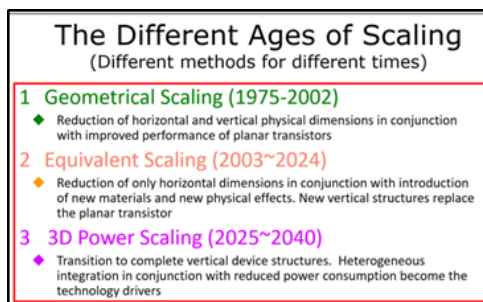 The Different Ages of Scaling
(Different methods for different times)
1 Geometrical Scaling (1975-2002)
Reduction of horizontal and vertical physical dimensions in conjunction
with improved performance of planar transistors
2 Equivalent Scaling (2003~2024)
Reduction of only horizontal dimensions in conjunction with introduction
of new materials and new physical effects. New vertical structures replace
the planar transistor
3 3D Power Scaling (2025~2040)
Transition to complete vertical device structures. Heterogeneous
integration in conjunction with reduced power consumption become the
technology drivers